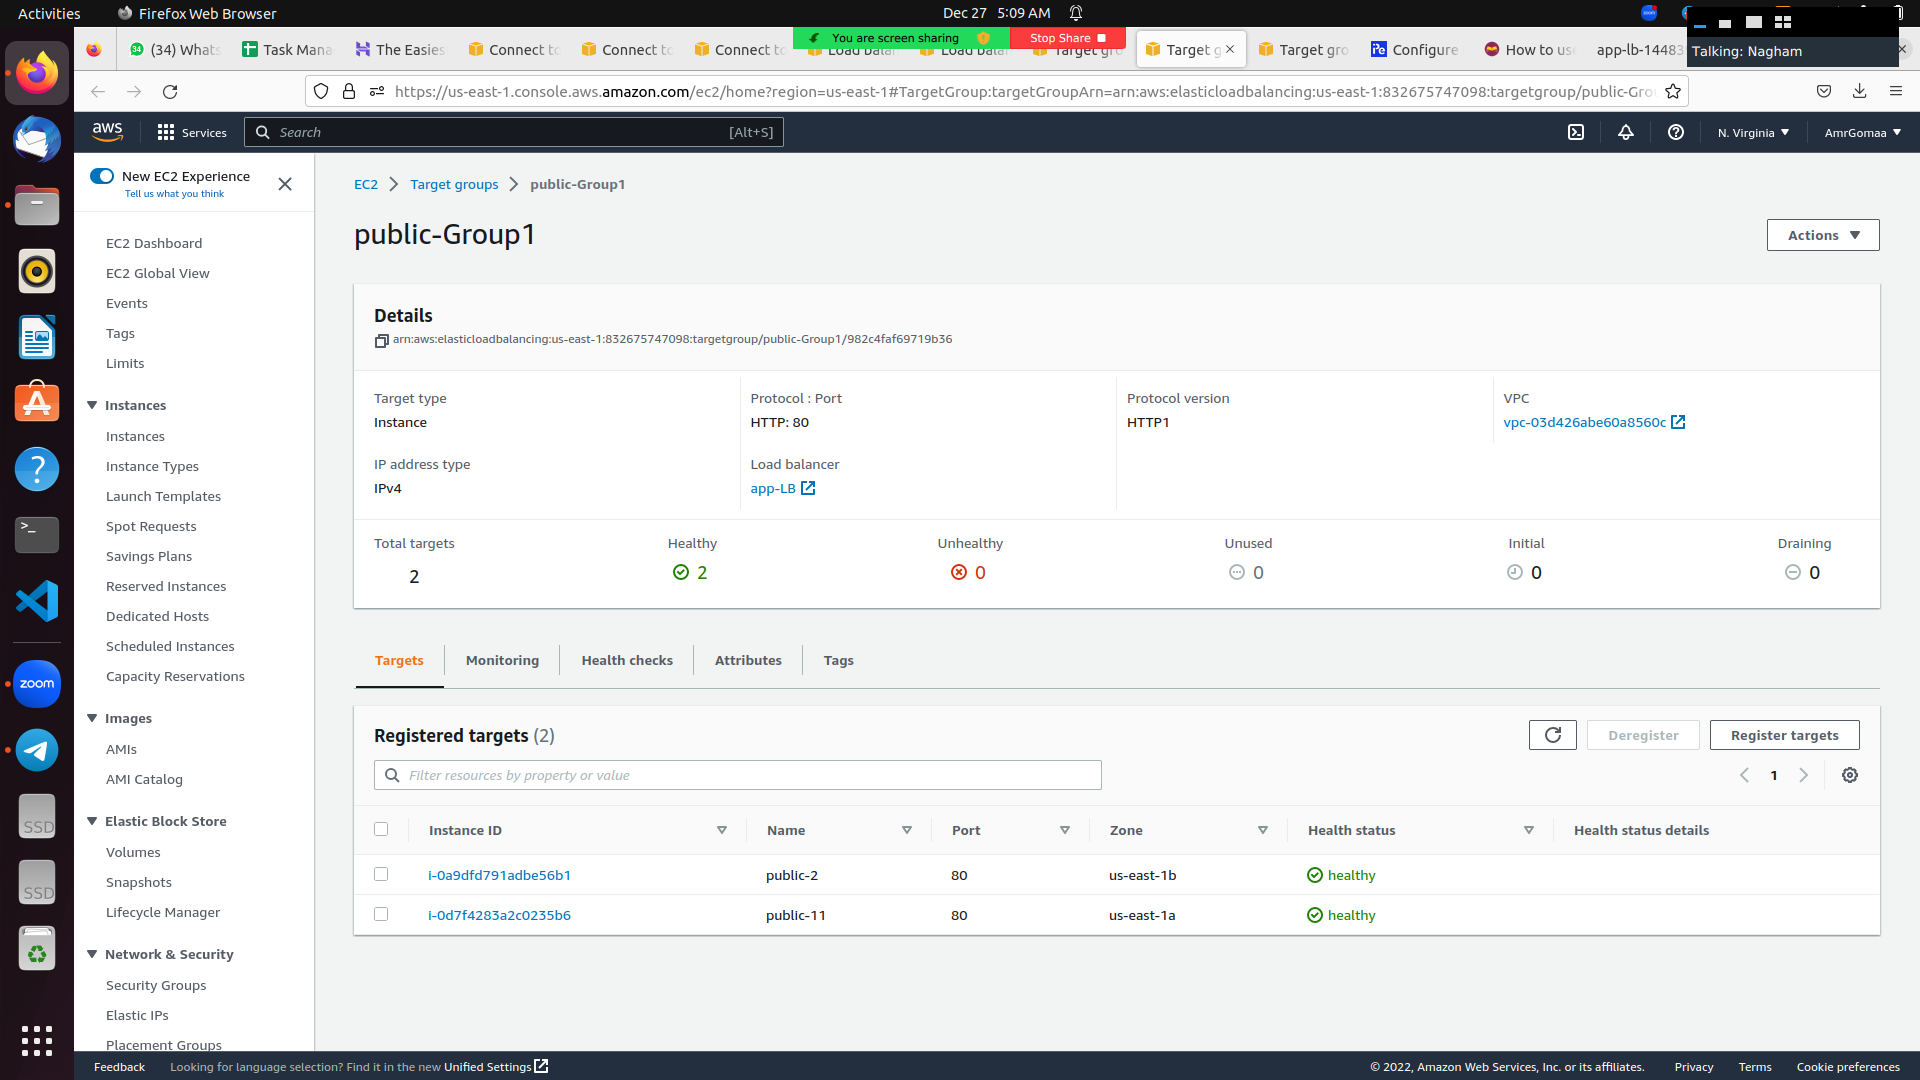 Activities
Firefox Web Browser
Dec 27 5:09 AM
You are screen sharing
Stop Share
Talking: Nagham
(34) Whats
Task Mana
The Easies
Connect to
Connect to
Connect to
Load balan
Load balan
Target gro
Target g
Target gro
Configure
How to use
app-lb-14483
https://us-east-1.console.aws.amazon.com/ec2/home?region=us-east-1#TargetGroup:targetGroupArn=arn:aws:elasticloadbalancing:us-east-1:832675747098:targetgroup/public-Gro
aws
Services
Search
[Alt+S]
N. Virginia
AmrGomaa
New EC2 Experience
Tell us what you think
EC2 Dashboard
EC2 Global View
Events
Tags
Limits
Instances
Instances
Instance Types
Launch Templates
Spot Requests
Savings Plans
Reserved Instances
Dedicated Hosts
Scheduled Instances
Capacity Reservations
Images
AMIs
AMI Catalog
Elastic Block Store
Volumes
Snapshots
Lifecycle Manager
Network & Security
Security Groups
Elastic IPs
Placement Groups
zoom
SSD
SSD
EC2
Target groups
public-Group1
public-Group1
Actions
Details
arn:aws:elasticloadbalancing:us-east-1:832675747098:targetgroup/public-Group1/982c4faf69719b36
Target type
Instance
Protocol : Port
HTTP: 80
Protocol version
HTTP1
VPC
vpc-03d426abe60a8560c
IP address type
IPv4
Load balancer
app-LB
Total targets
2
Healthy
2
Unhealthy
0
Unused
0
Initial
0
Draining
0
Targets
Monitoring
Health checks
Attributes
Tags
Registered targets (2)
Deregister
Register targets
Filter resources by property or value
1
Instance ID
Name
Port
Zone
Health status
Health status details
i-0a9dfd791adbe56b1
public-2
80
us-east-1b
healthy
i-0d7f4283a2c0235b6
public-11
80
us-east-1a
healthy
Feedback
Looking for language selection? Find it in the new Unified Settings
© 2022, Amazon Web Services, Inc. or its affiliates.
Privacy
Terms
Cookie preferences